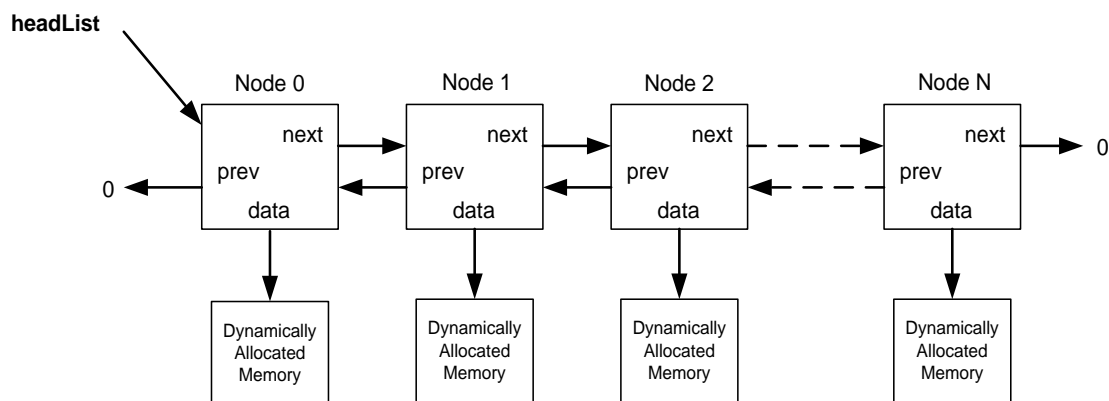 headList
Node 0
Node 1
Node 2
Node N
next
next
next
next
0
0
prev
prev
prev
prev
data
data
data
data
Dynamically
Allocated
Memory
Dynamically
Allocated
Memory
Dynamically
Allocated
Memory
Dynamically
Allocated
Memory